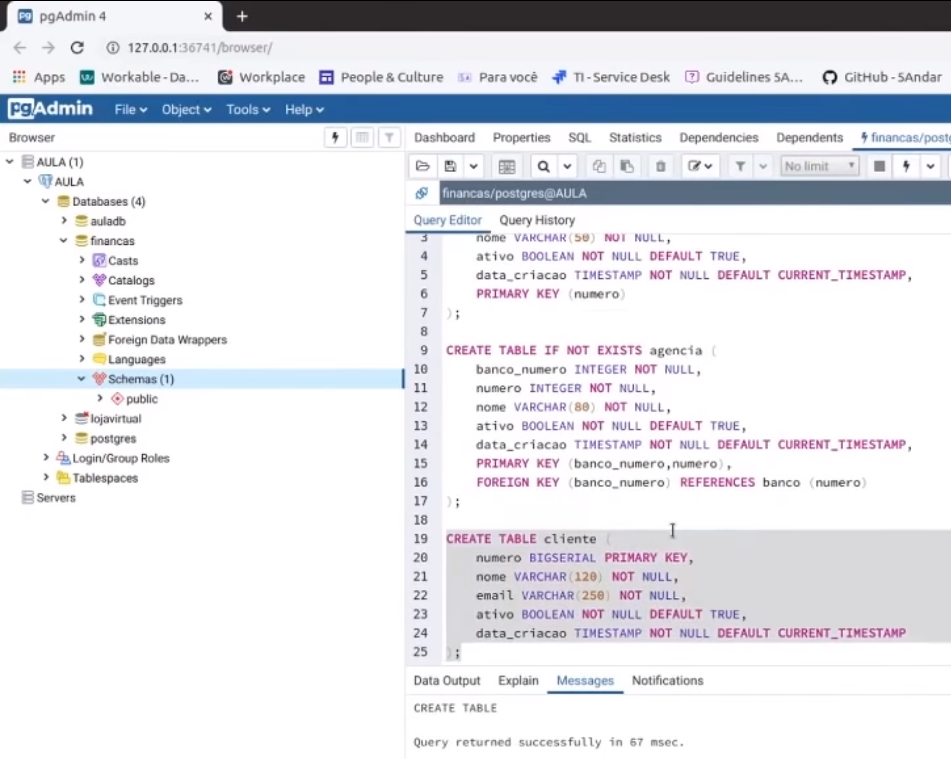 pgAdmin 4
127.0.0.1:36741/browser/
Apps Workable - Da... Workplace People & Culture Para você TI - Service Desk Guidelines 5A... GitHub - 5Andar
pgAdmin File Object Tools Help
Browser
Dashboard Properties SQL Statistics Dependencies Dependents financas/postg
No limit
financas/postgres@AULA
Query Editor Query History
AULA (1)
AULA
Databases (4)
auladb
financas
Casts
Catalogs
Event Triggers
Extensions
Foreign Data Wrappers
Languages
Schemas (1)
public
lojavirtual
postgres
Login/Group Roles
Tablespaces
Servers
3 nome VARCHAR(50) NOT NULL,
4 ativo BOOLEAN NOT NULL DEFAULT TRUE,
5 data_criacao TIMESTAMP NOT NULL DEFAULT CURRENT_TIMESTAMP,
6 PRIMARY KEY (numero)
7 );
8
9 CREATE TABLE IF NOT EXISTS agencia (
10 banco_numero INTEGER NOT NULL,
11 numero INTEGER NOT NULL,
12 nome VARCHAR(80) NOT NULL,
13 ativo BOOLEAN NOT NULL DEFAULT TRUE,
14 data_criacao TIMESTAMP NOT NULL DEFAULT CURRENT_TIMESTAMP,
15 PRIMARY KEY (banco_numero,numero),
16 FOREIGN KEY (banco_numero) REFERENCES banco (numero)
17 );
18
19 CREATE TABLE cliente (
20 numero BIGSERIAL PRIMARY KEY,
21 nome VARCHAR(120) NOT NULL,
22 email VARCHAR(250) NOT NULL,
23 ativo BOOLEAN NOT NULL DEFAULT TRUE,
24 data_criacao TIMESTAMP NOT NULL DEFAULT CURRENT_TIMESTAMP
25 );
Data Output Explain Messages Notifications
CREATE TABLE
Query returned successfully in 67 msec.